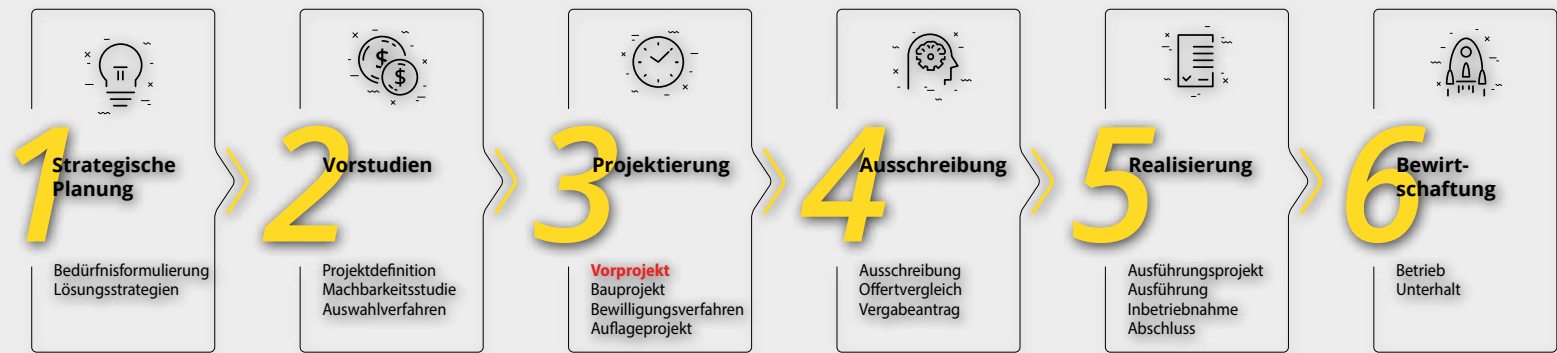 1
Strategische
Planung
Bedürfnisformulierung
Lösungsstrategien
$
$
2
Vorstudien
Projektdefinition
Machbarkeitsstudie
Auswahlverfahren
3
Projektierung
Vorprojekt
Bauprojekt
Bewilligungsverfahren
Auflageprojekt
4
Ausschreibung
Ausschreibung
Offertvergleich
Vergabeantrag
5
Realisierung
Ausführungsprojekt
Ausführung
Inbetriebnahme
Abschluss
6
Bewirt-
schaftung
Betrieb
Unterhalt